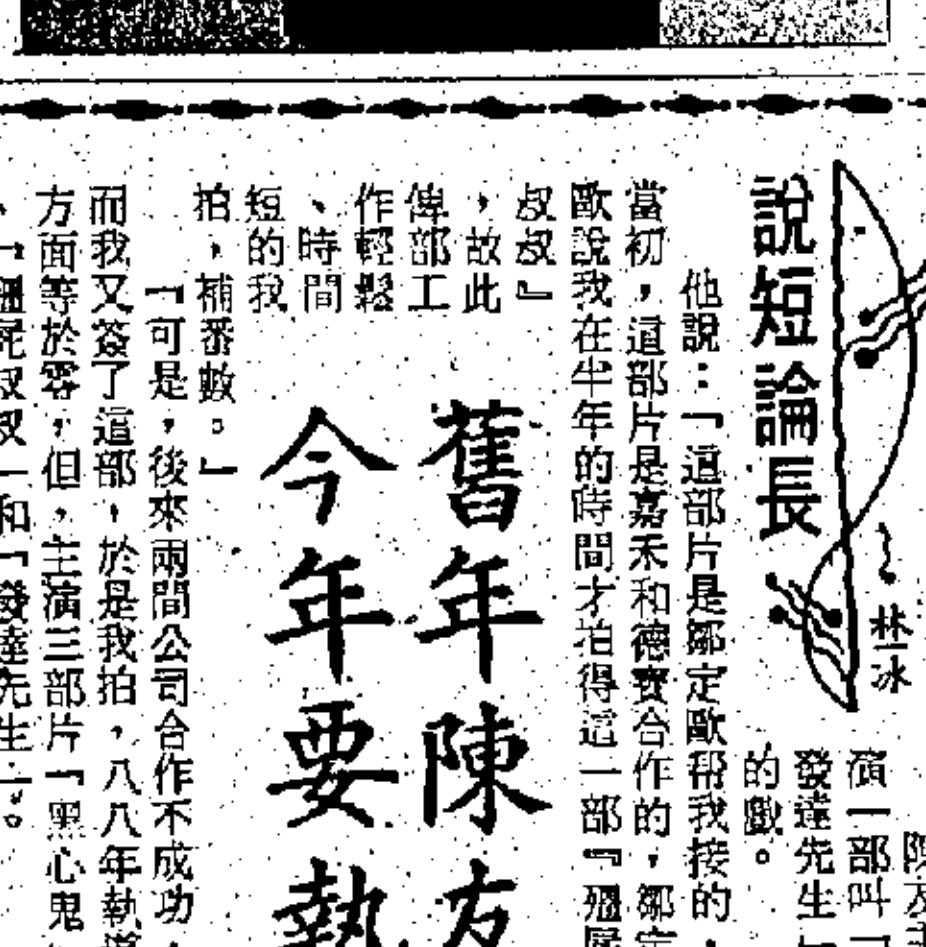 說短論長
林冰
陳友主
演一部叫「
發達先生」
的戲。
他說：「這部片是鄒定歐幫我接的，
當初，這部片是嘉禾和德寶合作的，鄒定
歐說我在半年的時間才拍得這一部『殭屍
叔叔』
，故此
俾部工
作輕鬆
、時間
短的我
拍，補番數。」
舊年陳方
今年要執
「可是，後來兩間公司合作不成功，
而我又簽了這部，於是我拍，八八年執導
方面等於零，但，主演三部片「黑心鬼
、「殭屍叔叔」和「發達先生」。